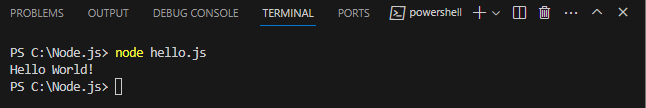 PROBLEMS OUTPUT DEBUG CONSOLE TERMINAL PORTS powershell
PS C:\Node.js> node hello.js
Hello World!
PS C:\Node.js>